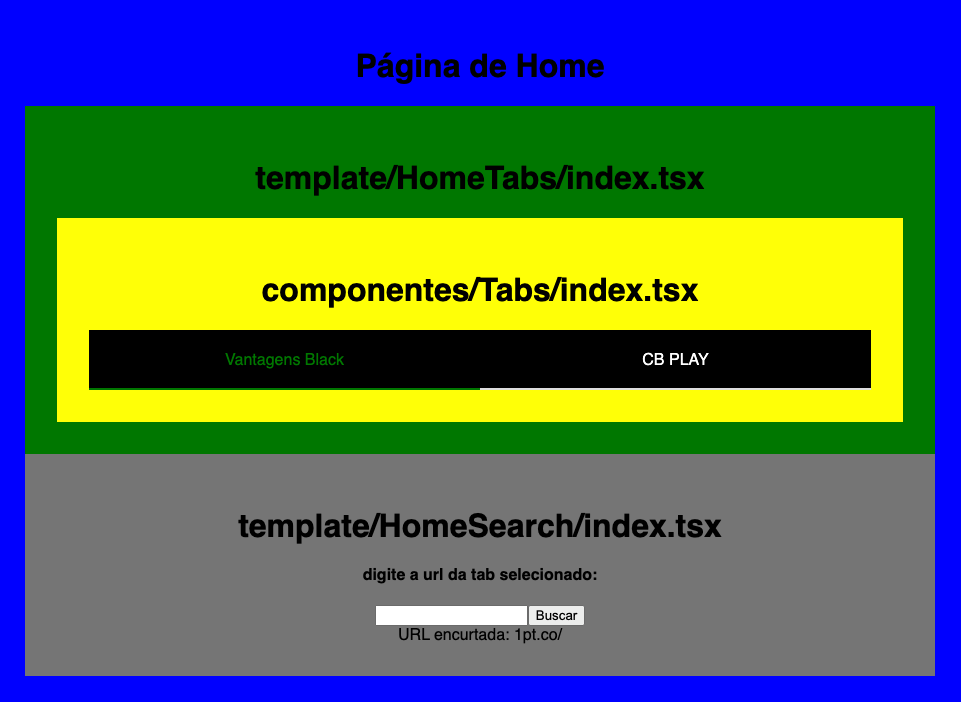 Página de Home
template/HomeTabs/index.tsx
componentes/Tabs/index.tsx
Vantagens Black CB PLAY
template/HomeSearch/index.tsx
digite a url da tab selecionado:
Buscar
URL encurtada: 1pt.co/